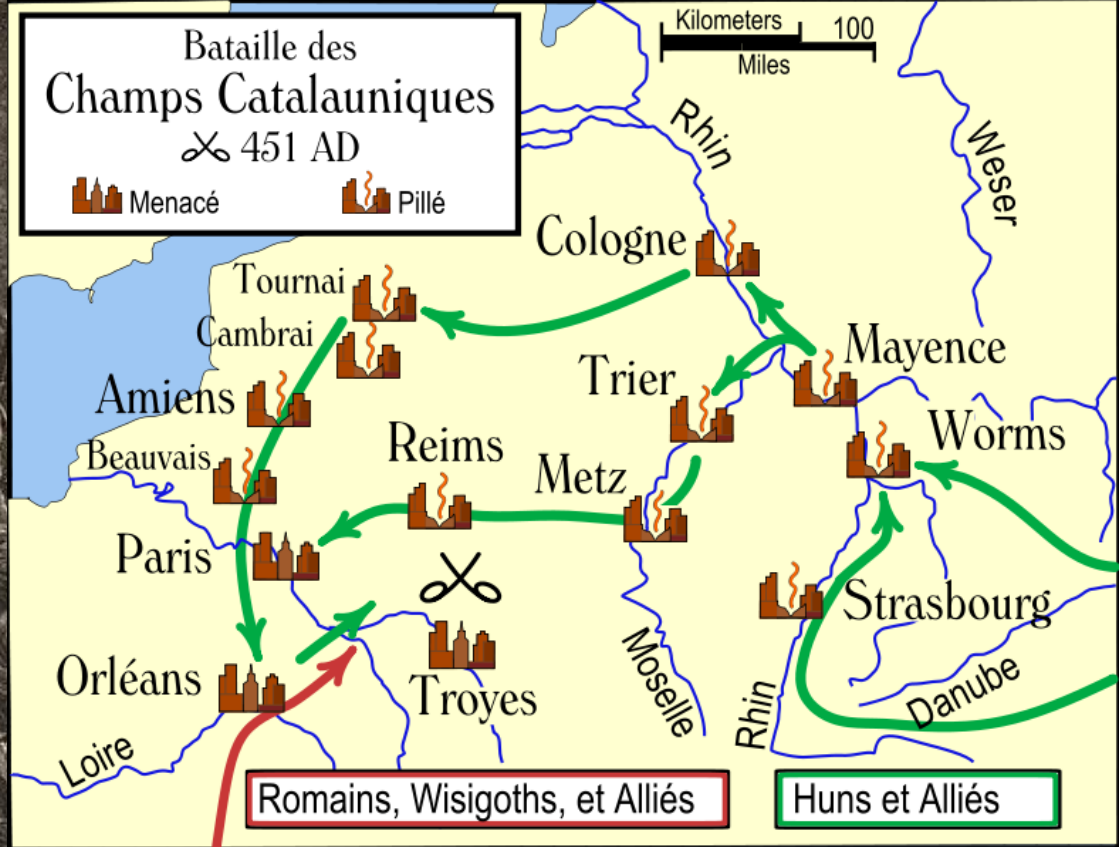 Bataille des
Champs Catalauniques
451 AD
Menacé
Pillé
Kilometers
100
Miles
Rhin
Weser
Cologne
Tournai
Cambrai
Mayence
Trier
Amiens
Worms
Reims
Beauvais
Metz
Paris
Strasbourg
Orléans
Troyes
Moselle
Rhin
Danube
Loire
Romains, Wisigoths, et Alliés
Huns et Alliés